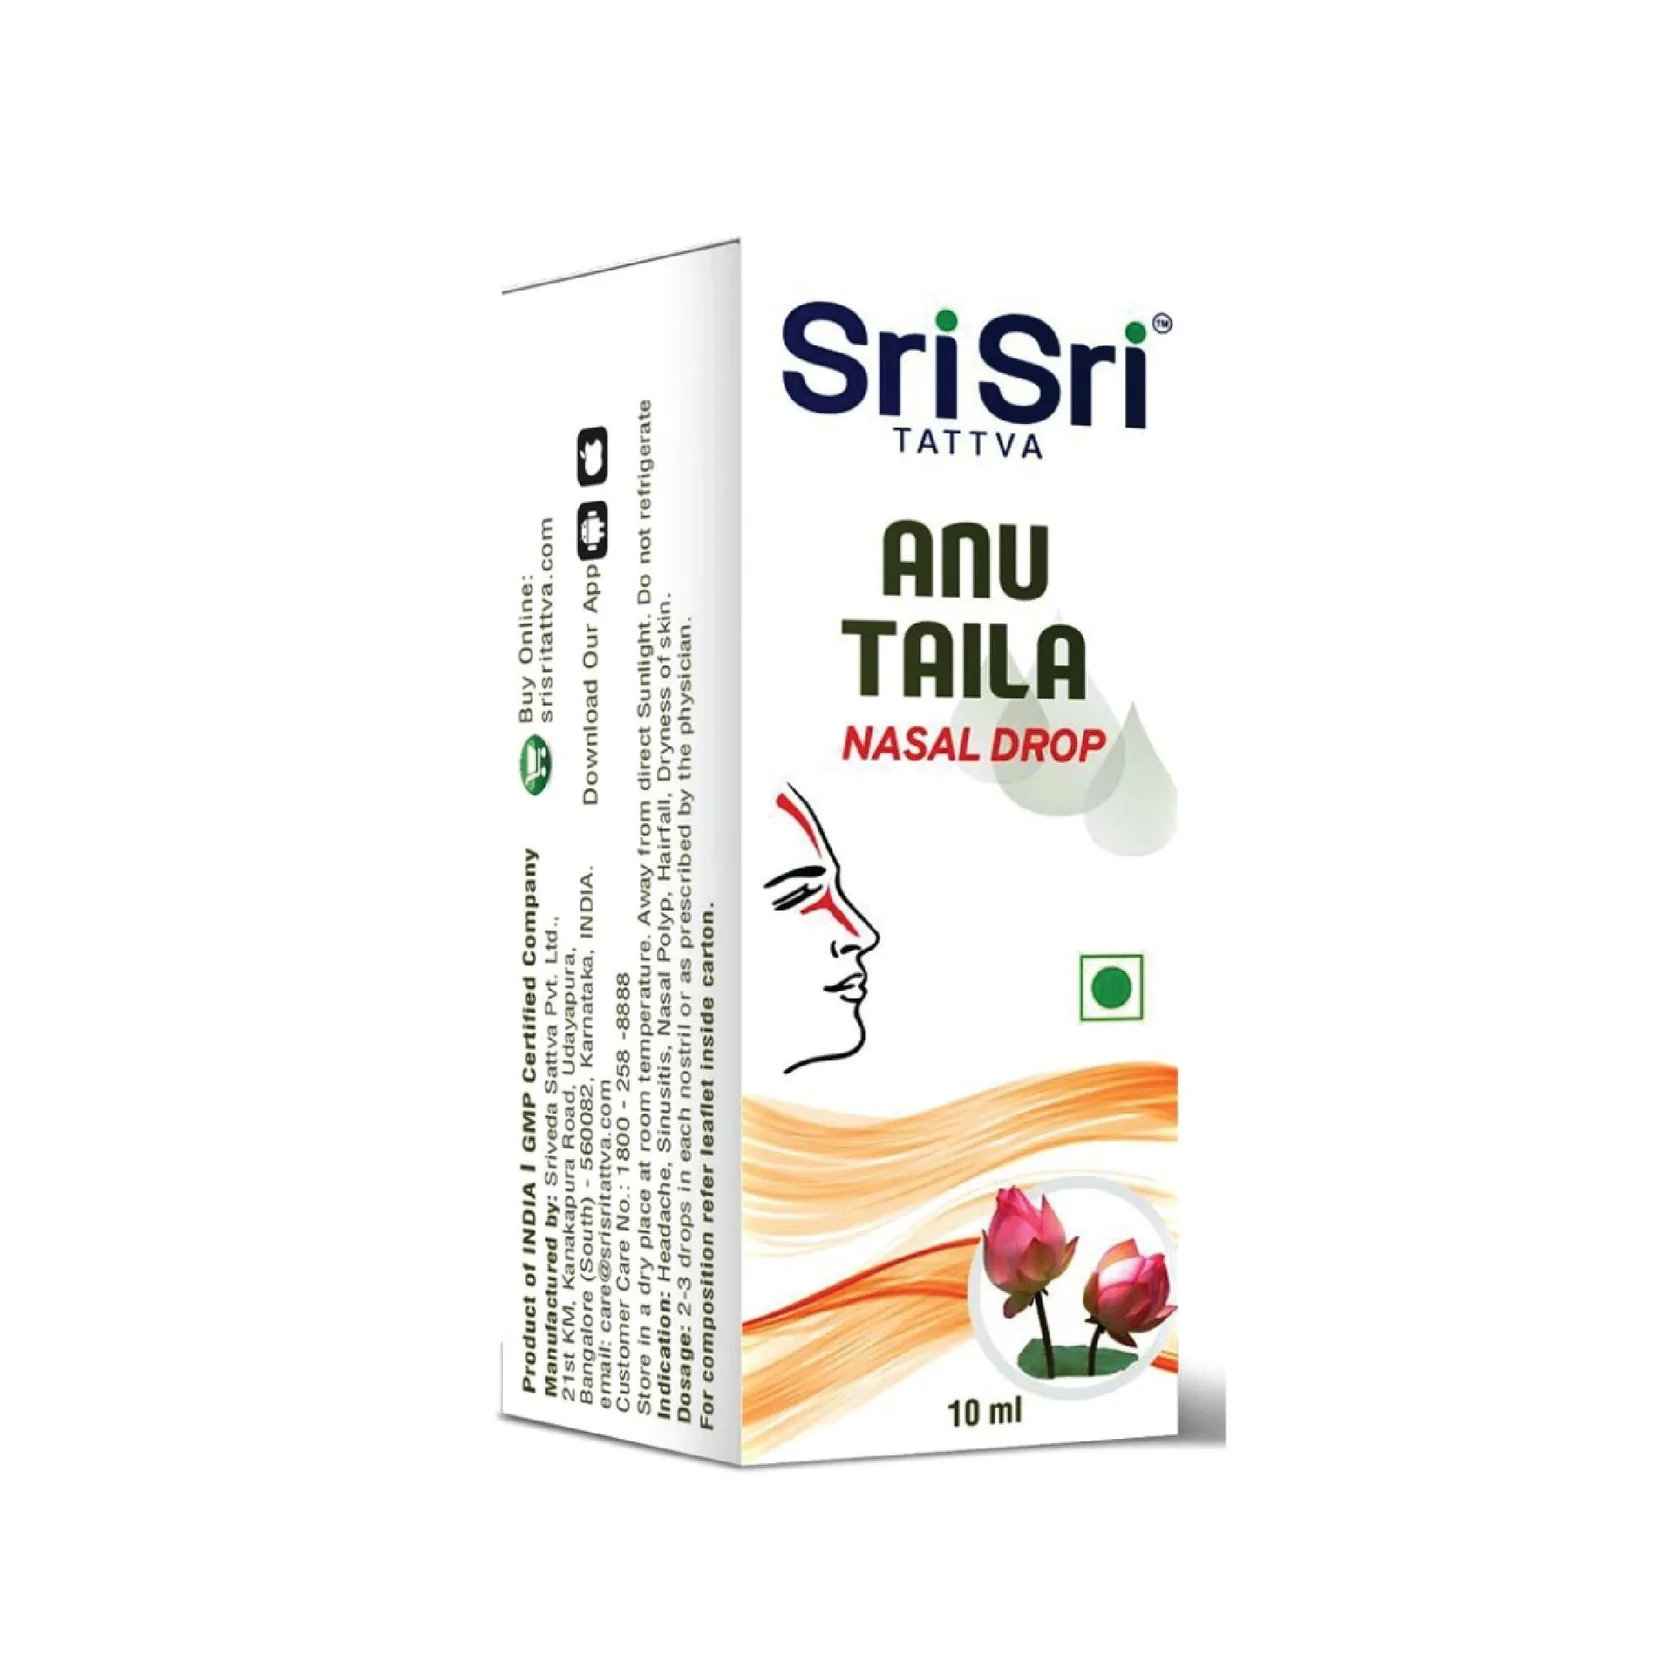 SriSri™
TATTVA
ANU
TAILA
NASAL DROP
10 ml
Buy Online:
srisritattva.com
Download Our App
Product of INDIA I GMP Certified Company
Manufactured by: Sriveda Sattva Pvt. Ltd.,
21st KM, Kanakapura Road, Udayapura,
Bangalore (South) - 560082, Karnataka, INDIA.
email: care@srisritattva.com
Customer Care No.: 1800 - 258 -8888
Store in a dry place at room temperature. Away from direct Sunlight. Do not refrigerate
Indication: Headache, Sinusitis, Nasal Polyp, Hairfall, Dryness of skin.
Dosage: 2-3 drops in each nostril or as prescribed by the physician.
For composition refer leaflet inside carton.